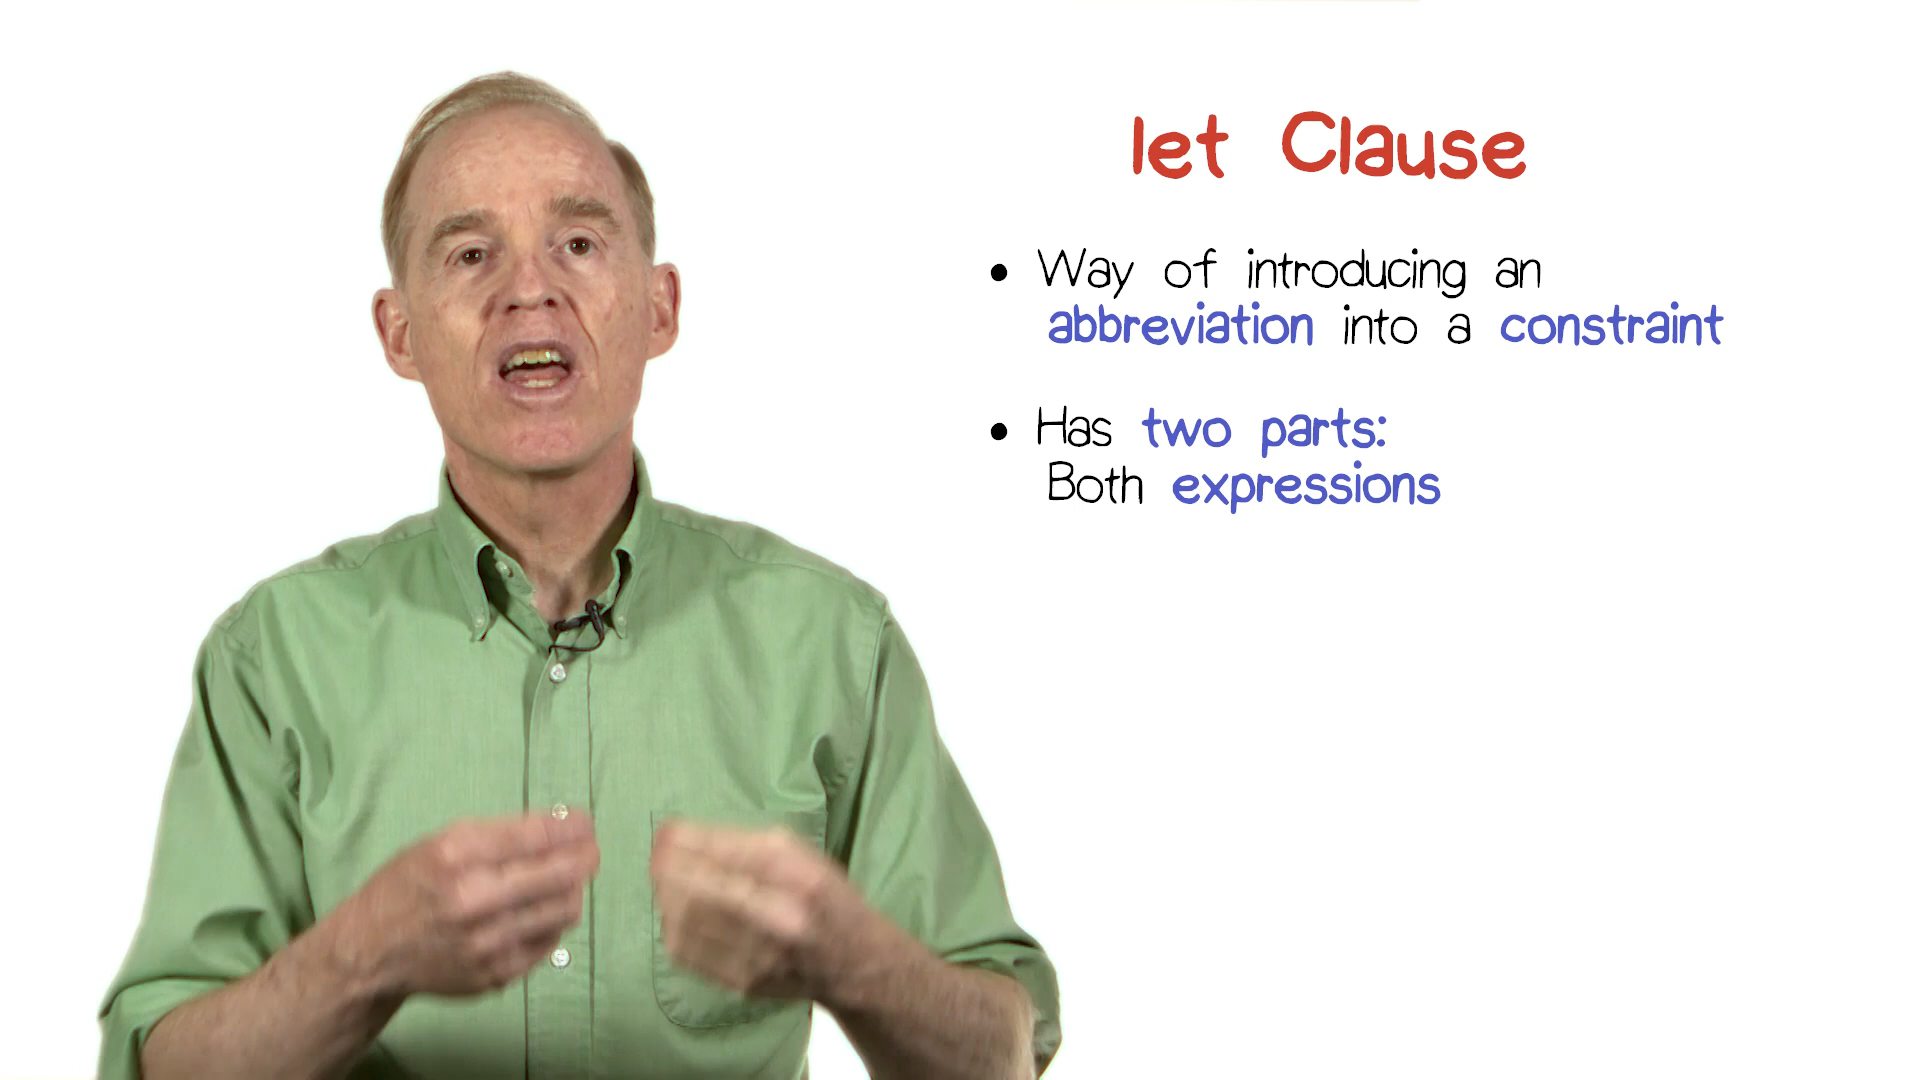 let Clause
• Way of introducing an
abbreviation into a constraint
• Has two parts:
Both expressions